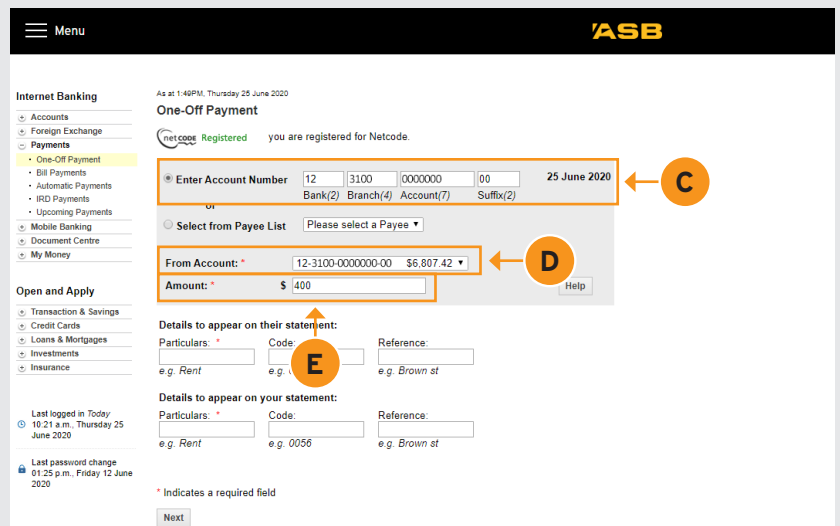 Menu
ASB
Internet Banking
Accounts
Foreign Exchange
Payments
One-Off Payment
Bill Payments
Automatic Payments
IRD Payments
Upcoming Payments
Mobile Banking
Document Centre
My Money
Open and Apply
Transaction & Savings
Credit Cards
Loans & Mortgages
Investments
Insurance
Last logged in Today
10:21 a.m., Thursday 25
June 2020
Last password change
01:25 p.m., Friday 12 June
2020
As at 1:49PM, Thursday 25 June 2020
One-Off Payment
netcode Registered you are registered for Netcode.
Enter Account Number 12 3100 0000000 00 25 June 2020
Bank(2) Branch(4) Account(7) Suffix(2)
C
or
Select from Payee List Please select a Payee
From Account: * 12-3100-0000000-00 $6,807.42
D
Amount: * $ 400
Help
E
Details to appear on their statement:
Particulars: * Code: Reference:
e.g. Rent e.g. e.g. Brown st
Details to appear on your statement:
Particulars: * Code: Reference:
e.g. Rent e.g. 0056 e.g. Brown st
* Indicates a required field
Next